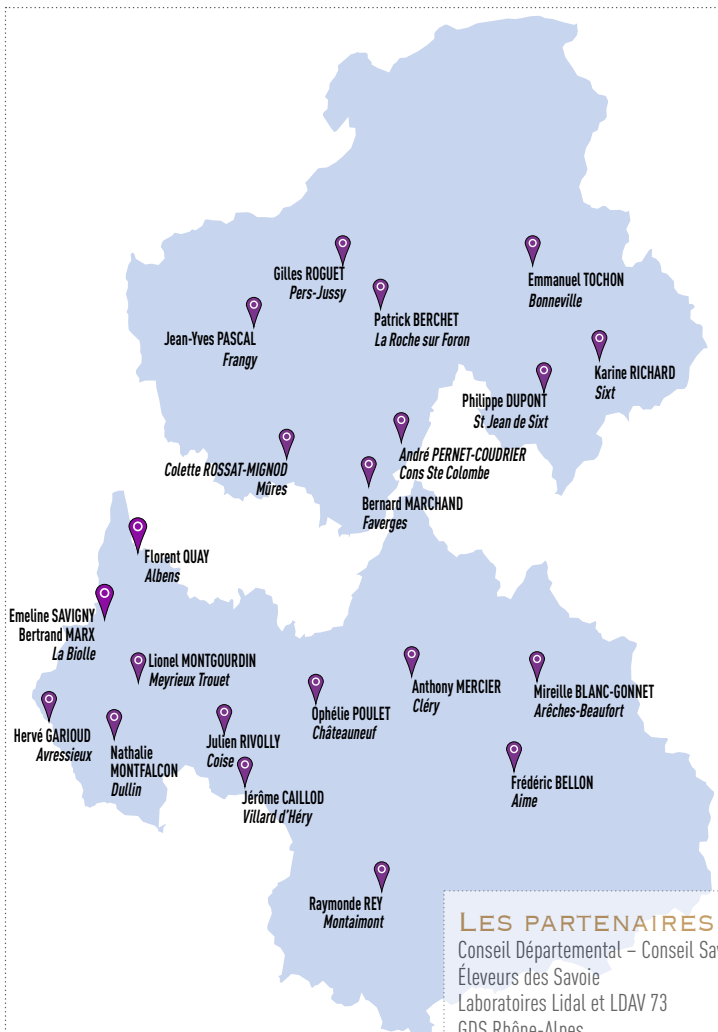 Gilles ROGUET
Pers-Jussy
Emmanuel TOCHON
Bonneville
Patrick BERCHET
La Roche sur Foron
Jean-Yves PASCAL
Frangy
Karine RICHARD
Sixt
Philippe DUPONT
St Jean de Sixt
André PERNET-COUDRIER
Cons Ste Colombe
Colette ROSSAT-MIGNOD
Mûres
Bernard MARCHAND
Faverges
Florent QUAY
Albens
Emeline SAVIGNY
Bertrand MARX
La Biolle
Lionel MONTGOURDIN
Meyrieux Trouet
Anthony MERCIER
Cléry
Mireille BLANC-GONNET
Arêches-Beaufort
Ophélie POULET
Châteauneuf
Hervé GARIOUD
Avressieux
Nathalie
MONTFALCON
Dullin
Julien RIVOLLY
Coise
Frédéric BELLON
Aime
Jérôme CAILLOD
Villard d'Héry
Raymonde REY
Montaimont
LES PARTENAIRES
Conseil Départemental – Conseil Sav
Éleveurs des Savoie
Laboratoires Lidal et LDAV 73
GDS Rhône-Alpes